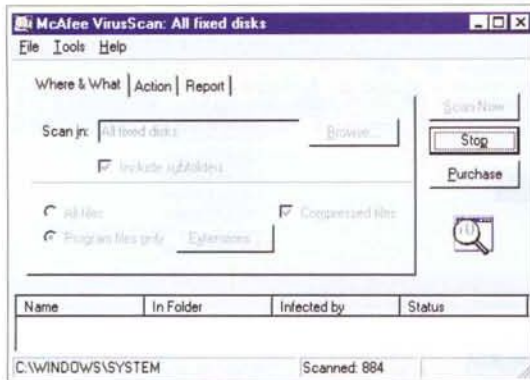 McAfee VirusScan: All fixed disks
File Tools Help
Where & What Action Report
Scan in: All fixed disks Browse...
Include subfolders
All files Compressed files
Program files only Extensions...
Scan Now
Stop
Purchase
Name In Folder Infected by Status
C:\WINDOWS\SYSTEM Scanned: 884